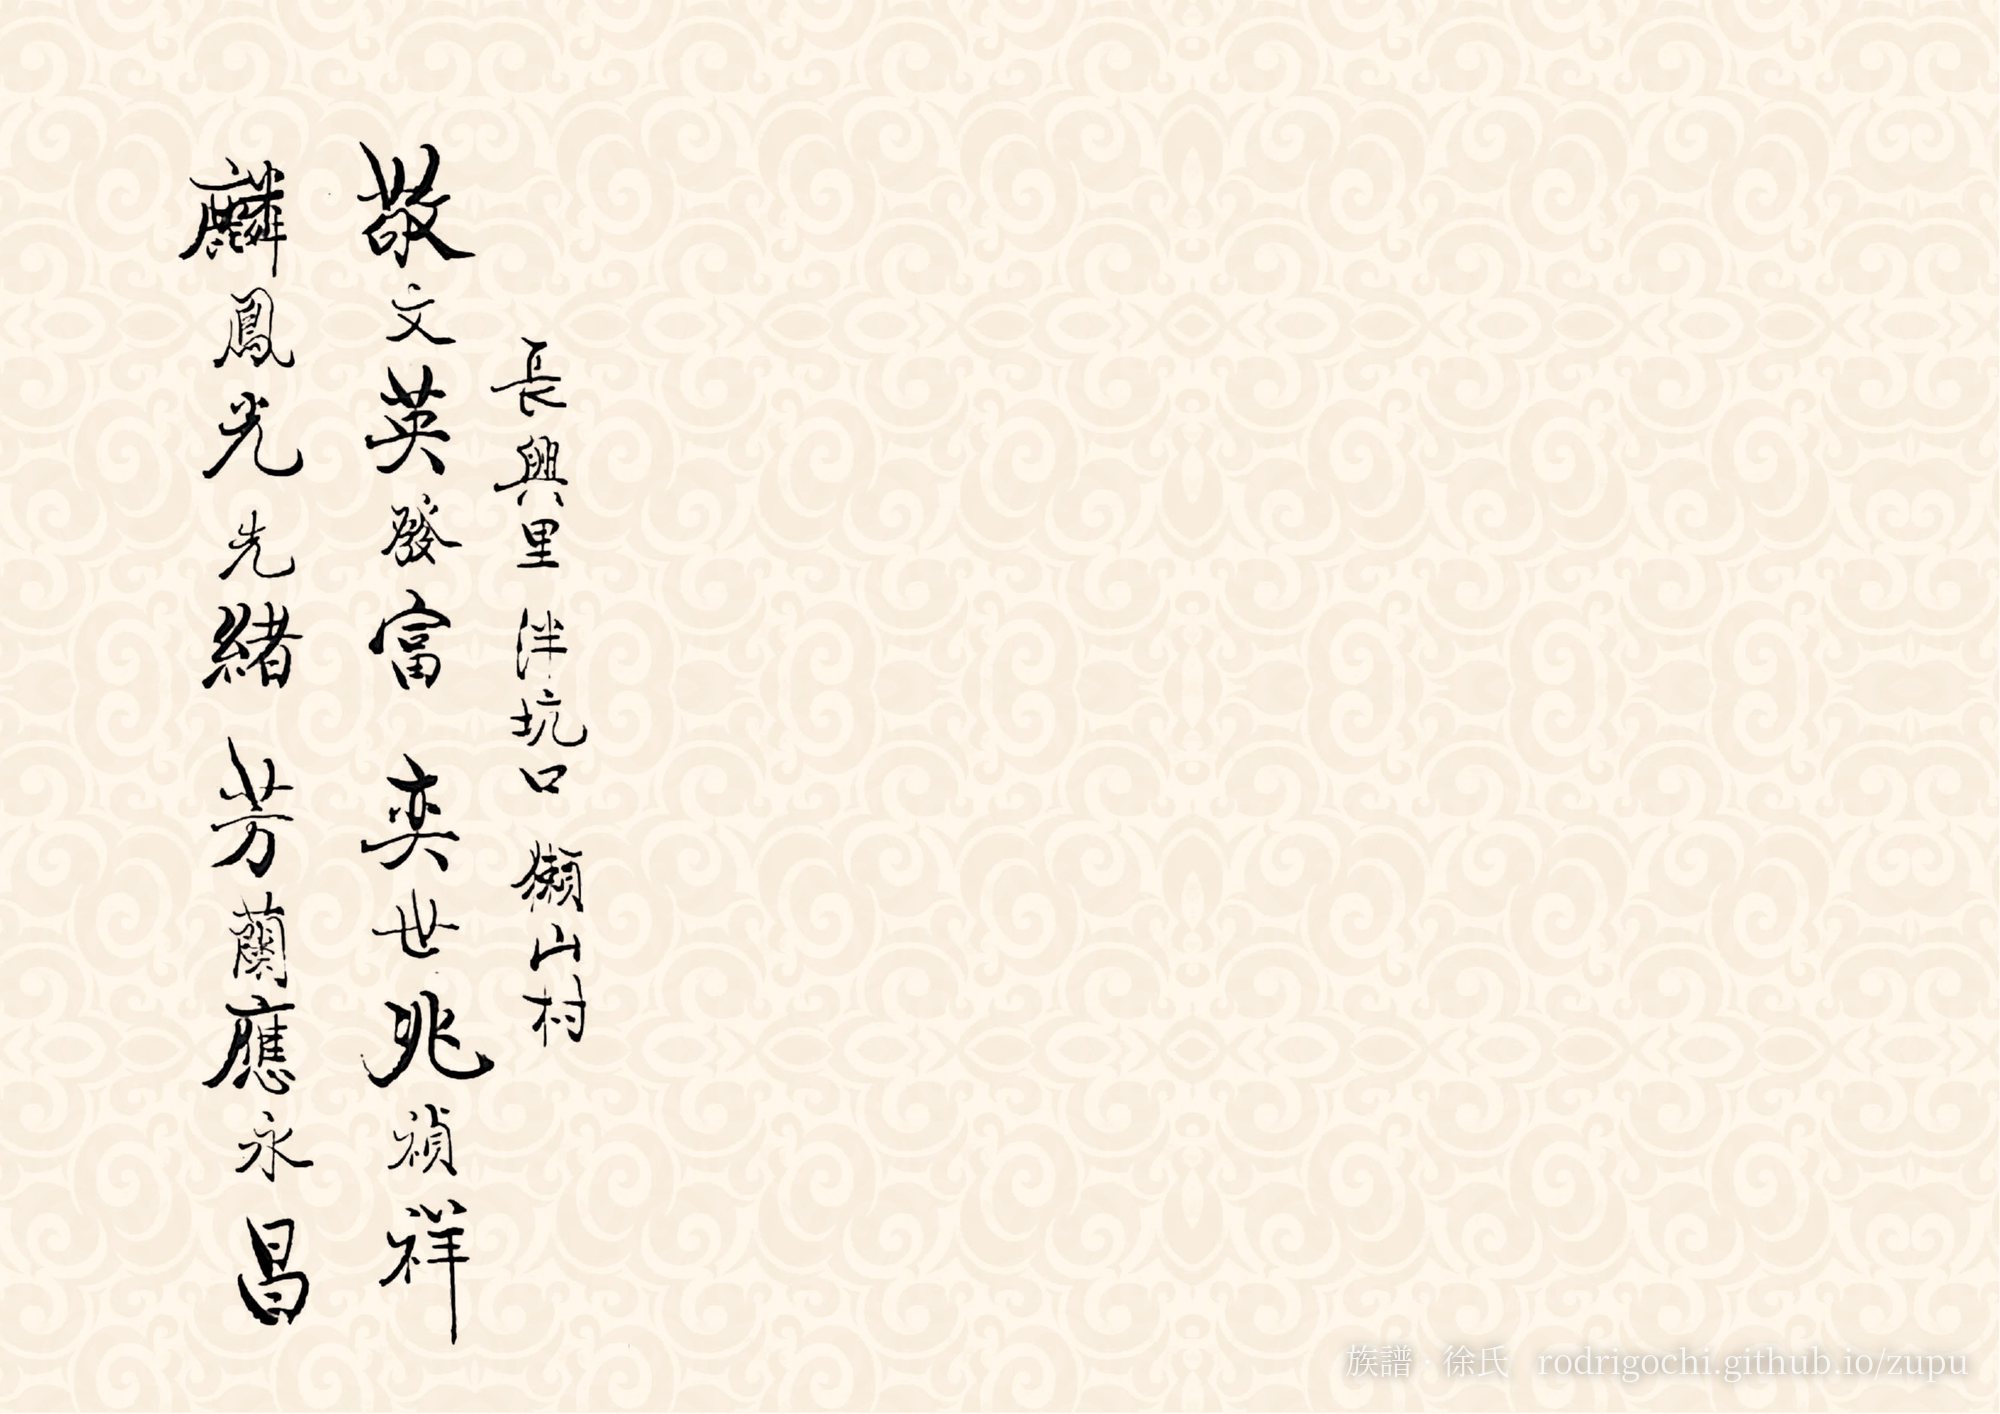 長興里 泮坑口 獺山村
敬文英發富 奕世兆禎祥
麟鳳光先緒 芳蘭應永昌
族譜·徐氏 rodrigochi.github.io/zupu